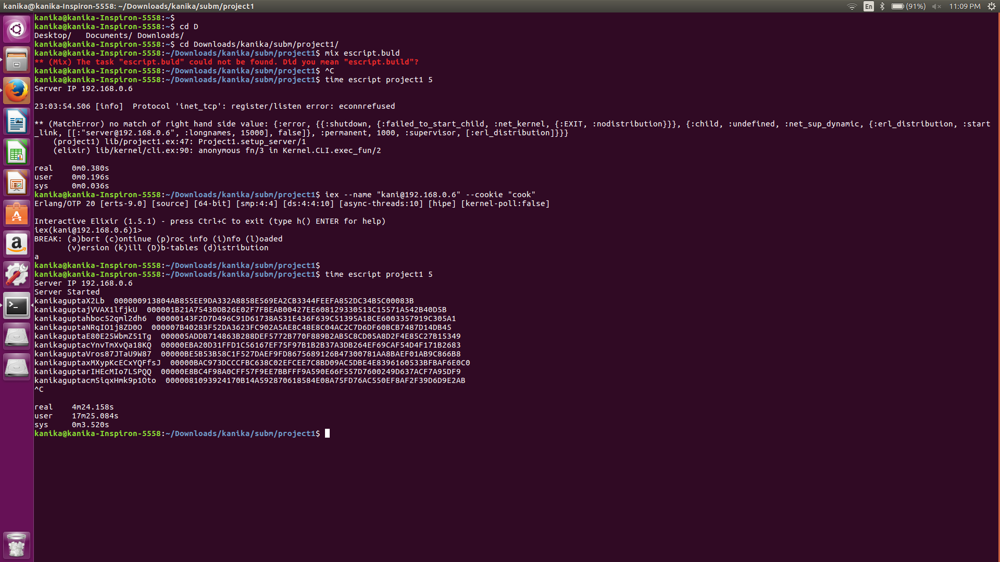 kanika@kanika-Inspiron-5558: ~/Downloads/kanika/subm/project1
En
(91%)
11:09 PM
kanika@kanika-Inspiron-5558:~$
kanika@kanika-Inspiron-5558:~$ cd D
Desktop/   Documents/ Downloads/
kanika@kanika-Inspiron-5558:~$ cd Downloads/kanika/subm/project1/
kanika@kanika-Inspiron-5558:~/Downloads/kanika/subm/project1$ mix escript.buld
** (Mix) The task "escript.buld" could not be found. Did you mean "escript.build"?
kanika@kanika-Inspiron-5558:~/Downloads/kanika/subm/project1$ ^C
kanika@kanika-Inspiron-5558:~/Downloads/kanika/subm/project1$ time escript project1 5
Server IP 192.168.0.6
23:03:54.506 [info]  Protocol 'inet_tcp': register/listen error: econnrefused
** (MatchError) no match of right hand side value: {:error, {{:shutdown, {:failed_to_start_child, :net_kernel, {:EXIT, :nodistribution}}}, {:child, :undefined, :net_sup_dynamic, {:erl_distribution, :start
_link, [[:"server@192.168.0.6", :longnames, 15000], false]}, :permanent, 1000, :supervisor, [:erl_distribution]}}}
    (project1) lib/project1.ex:47: Project1.setup_server/1
    (elixir) lib/kernel/cli.ex:90: anonymous fn/3 in Kernel.CLI.exec_fun/2
real    0m0.380s
user    0m0.196s
sys     0m0.036s
kanika@kanika-Inspiron-5558:~/Downloads/kanika/subm/project1$ iex --name "kani@192.168.0.6" --cookie "cook"
Erlang/OTP 20 [erts-9.0] [source] [64-bit] [smp:4:4] [ds:4:4:10] [async-threads:10] [hipe] [kernel-poll:false]
Interactive Elixir (1.5.1) - press Ctrl+C to exit (type h() ENTER for help)
iex(kani@192.168.0.6)1>
BREAK: (a)bort (c)ontinue (p)roc info (i)nfo (l)oaded
       (v)ersion (k)ill (D)b-tables (d)istribution
a
kanika@kanika-Inspiron-5558:~/Downloads/kanika/subm/project1$
kanika@kanika-Inspiron-5558:~/Downloads/kanika/subm/project1$ time escript project1 5
Server IP 192.168.0.6
Server Started
kanikaguptaX2Lb  000000913804AB855EE9DA332A8858E569EA2CB3344FEEFA852DC34B5C00083B
kanikaguptajVVAX1lfjkU  000001B21A75430DB26E02F7FBEAB00427EE608129330513C15571A542B40D5B
kanikaguptahboc52qml2dh6  00000143F2D7D496C91D61738A531E436F639C51395A18CE6003357919C305A1
kanikaguptaNRqIO1j8ZD0O  000007B40283F52DA3623FC902A5AE8C48E8C04AC2C7D6DF60BCB7487D14DB45
kanikaguptaE80E25WbmZ51Tg  000005ADDB714863B288DEF5772B770F889B2AB5C8CD05A8D2F4E85C27B15349
kanikaguptacYnvTmXvQa18KQ  00000EBA20D31FFD1C56167EF75F97B1B2B37A3DB264EF69CAF54D4F171B2683
kanikaguptaVros87JTaU9W87  00000BE5B53B58C1F527DAEF9FD8675689126B47300781AA8BAEF01AB9C866B8
kanikaguptaxMXypKcECxYQFfsJ  00000BAC973DCCCFBC638C02EFCEE7C8BD09AC5DBE4E8396160533BFBAF6E0C0
kanikaguptarIHEcMIo7LSPQQ  00000E8BC4F98A0CFF57F9EE7BBFFF9A590E66F557D7600249D637ACF7A95DF9
kanikaguptacmSiqxHmk9p1Oto  0000081093924170B14A592870618584E08A75FD76AC550EF8AF2F39D6D9E2AB
^C
real    4m24.158s
user    17m25.084s
sys     0m3.520s
kanika@kanika-Inspiron-5558:~/Downloads/kanika/subm/project1$